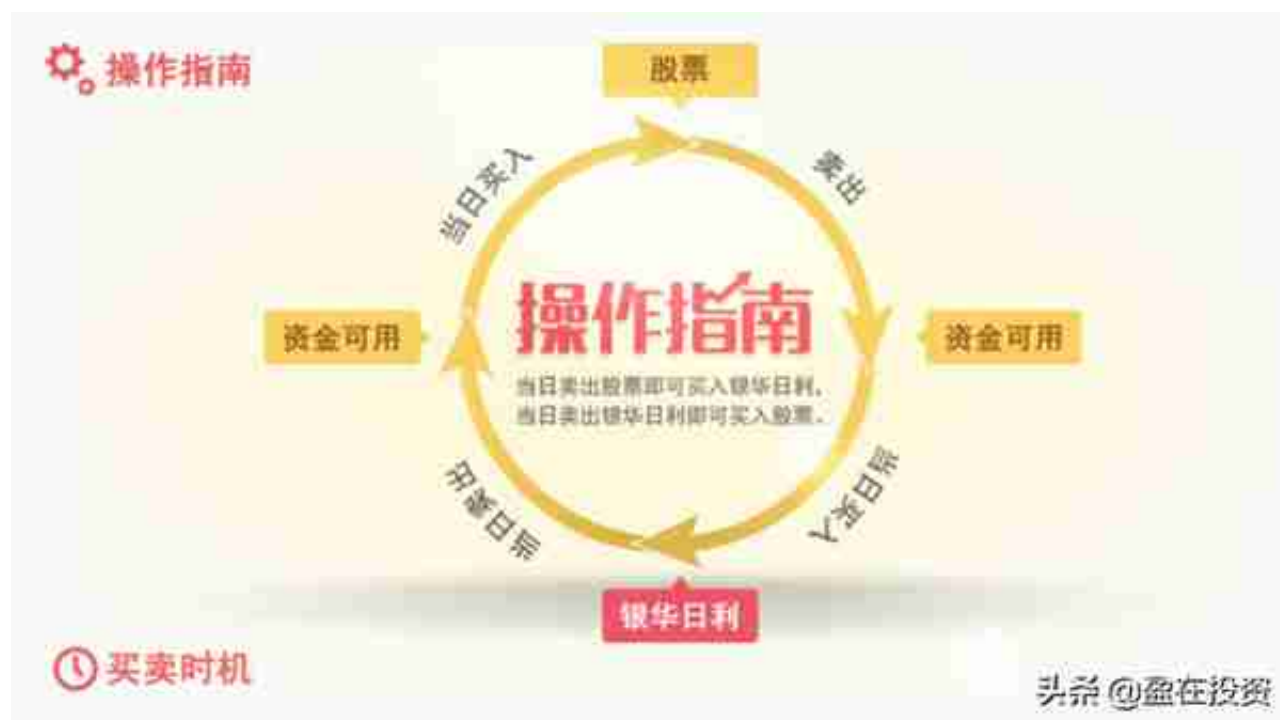 操作指南
股票
当日买入
卖出
操作指南
资金可用
资金可用
当日卖出股票即可买入银华日利，
当日卖出银华日利即可买入股票．
当日卖出
当日买入
银华日利
买卖时机
头条 @盈在投资